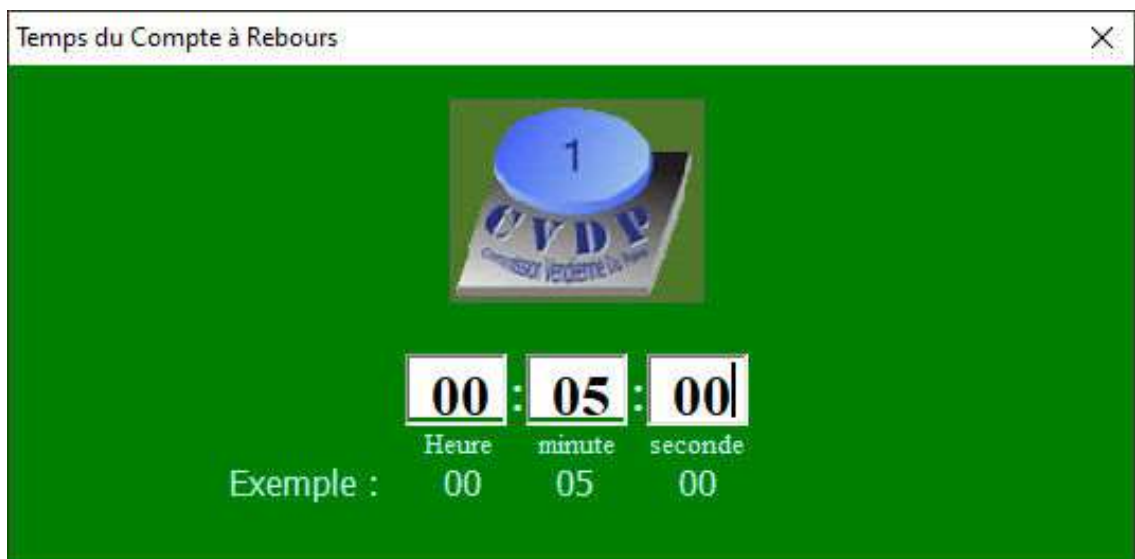 Temps du Compte à Rebours
1
CVDP
00 : 05 : 00
Heure minute seconde
Exemple : 00 05 00